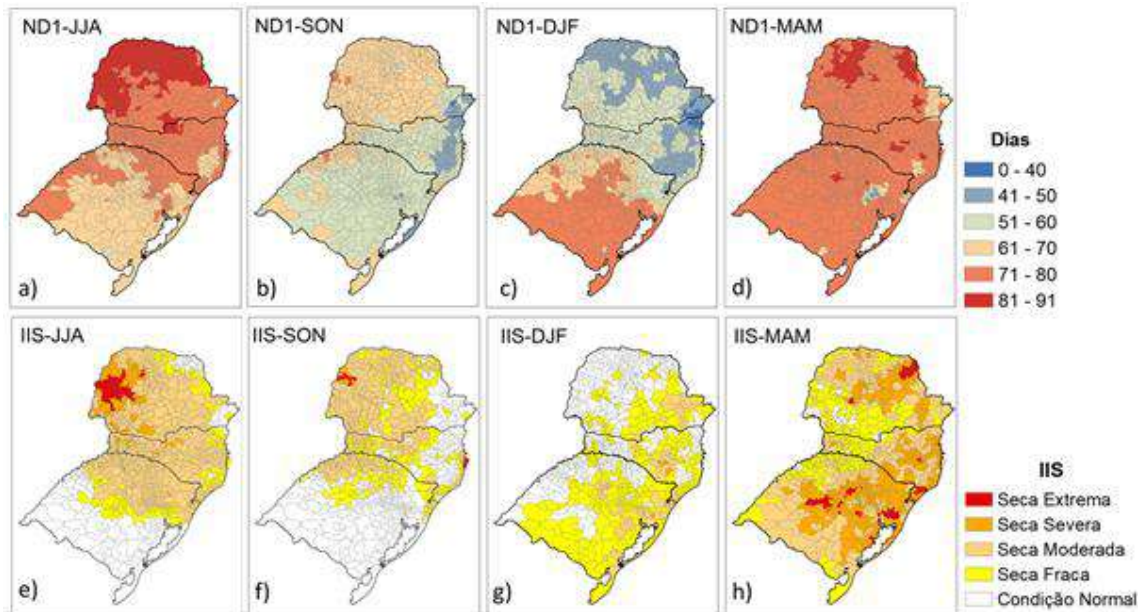 ND1-JJA
ND1-SON
ND1-DJF
ND1-MAM
a)
b)
c)
d)
Dias
0 - 40
41 - 50
51 - 60
61 - 70
71 - 80
81 - 91
IIS-JJA
IIS-SON
IIS-DJF
IIS-MAM
e)
f)
g)
h)
IIS
Seca Extrema
Seca Severa
Seca Moderada
Seca Fraca
Condição Normal